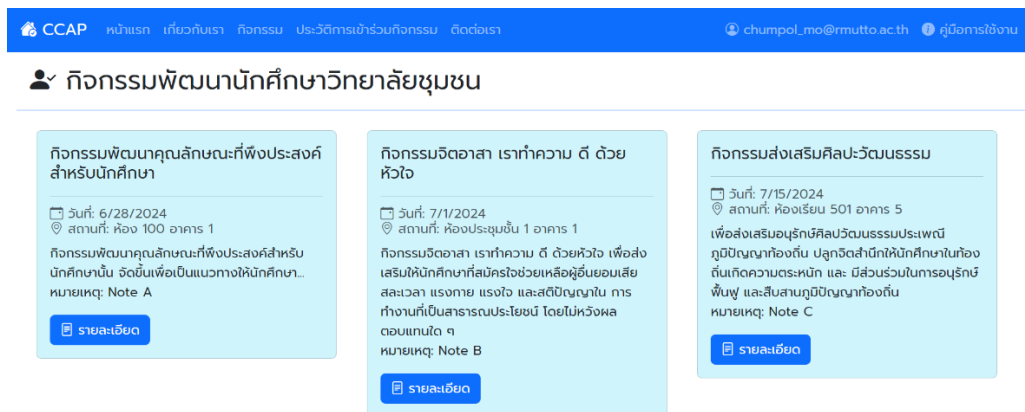 CCAP หน้าแรก เกี่ยวกับเรา กิจกรรม ประวัติการเข้าร่วมกิจกรรม ติดต่อเรา chumpol_mo@rmutto.ac.th คู่มือการใช้งาน
กิจกรรมพัฒนานักศึกษาวิทยาลัยชุมชน
กิจกรรมพัฒนาคุณลักษณะที่พึงประสงค์
สำหรับนักศึกษา
วันที่: 6/28/2024
สถานที่: ห้อง 100 อาคาร 1
กิจกรรมพัฒนาคุณลักษณะที่พึงประสงค์สำหรับ
นักศึกษานั้น จัดขึ้นเพื่อเป็นแนวทางให้นักศึกษา...
หมายเหตุ: Note A
รายละเอียด
กิจกรรมจิตอาสา เราทำความ ดี ด้วย
หัวใจ
วันที่: 7/1/2024
สถานที่: ห้องประชุมชั้น 1 อาคาร 1
กิจกรรมจิตอาสา เราทำความ ดี ด้วยหัวใจ เพื่อส่ง
เสริมให้นักศึกษาที่สมัครใจช่วยเหลือผู้อื่นยอมเสีย
สละเวลา แรงกาย แรงใจ และสติปัญญาใน การ
ทำงานที่เป็นสาธารณประโยชน์ โดยไม่หวังผล
ตอบแทนใด ๆ
หมายเหตุ: Note B
รายละเอียด
กิจกรรมส่งเสริมศิลปะวัฒนธรรม
วันที่: 7/15/2024
สถานที่: ห้องเรียน 501 อาคาร 5
เพื่อส่งเสริมอนุรักษ์ศิลปวัฒนธรรมประเพณี
ภูมิปัญญาท้องถิ่น ปลูกจิตสำนึกให้นักศึกษาในท้อง
ถิ่นเกิดความตระหนัก และ มีส่วนร่วมในการอนุรักษ์
ฟื้นฟู และสืบสานภูมิปัญญาท้องถิ่น
หมายเหตุ: Note C
รายละเอียด